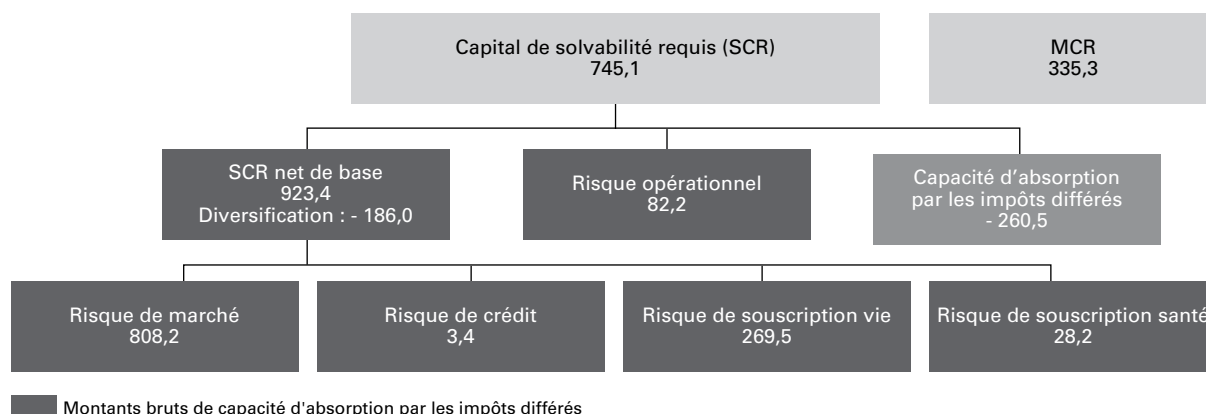 Capital de solvabilité requis (SCR)
745,1
MCR
335,3
SCR net de base
923,4
Diversification : - 186,0
Risque opérationnel
82,2
Capacité d’absorption
par les impôts différés
- 260,5
Risque de marché
808,2
Risque de crédit
3,4
Risque de souscription vie
269,5
Risque de souscription santé
28,2
Montants bruts de capacité d'absorption par les impôts différés